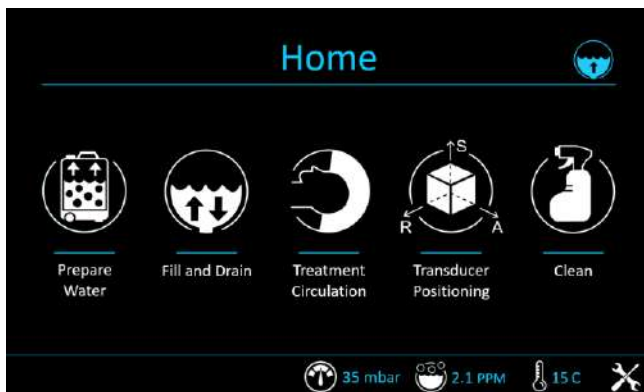 Home
S
R
A
Prepare
Water
Fill and Drain
Treatment
Circulation
Transducer
Positioning
Clean
35 mbar
2.1 PPM
15 C